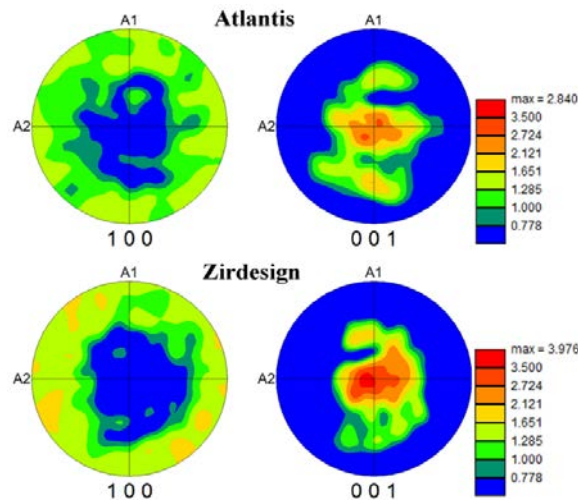 Atlantis
A1
A1
A2
A2
max = 2.840
3.500
2.724
2.121
1.651
1.285
1.000
0.778
1 0 0
0 0 1
Zirdesign
A1
A1
A2
A2
max = 3.976
3.500
2.724
2.121
1.651
1.285
1.000
0.778
1 0 0
0 0 1